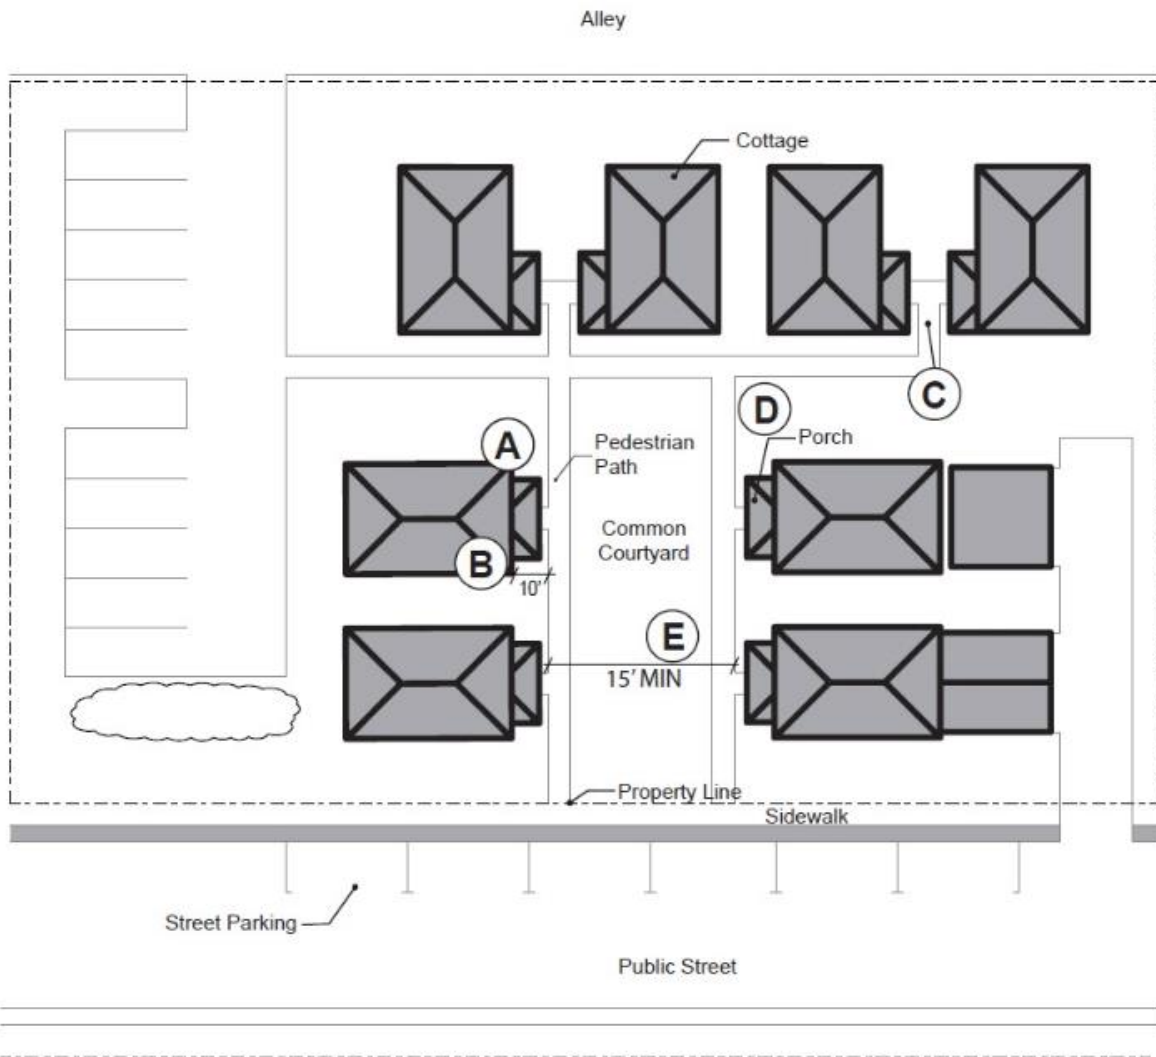 Alley
Cottage
C
D
A
Porch
Pedestrian
Path
Common
Courtyard
B
10'
E
15' MIN
Property Line
Sidewalk
Street Parking
Public Street